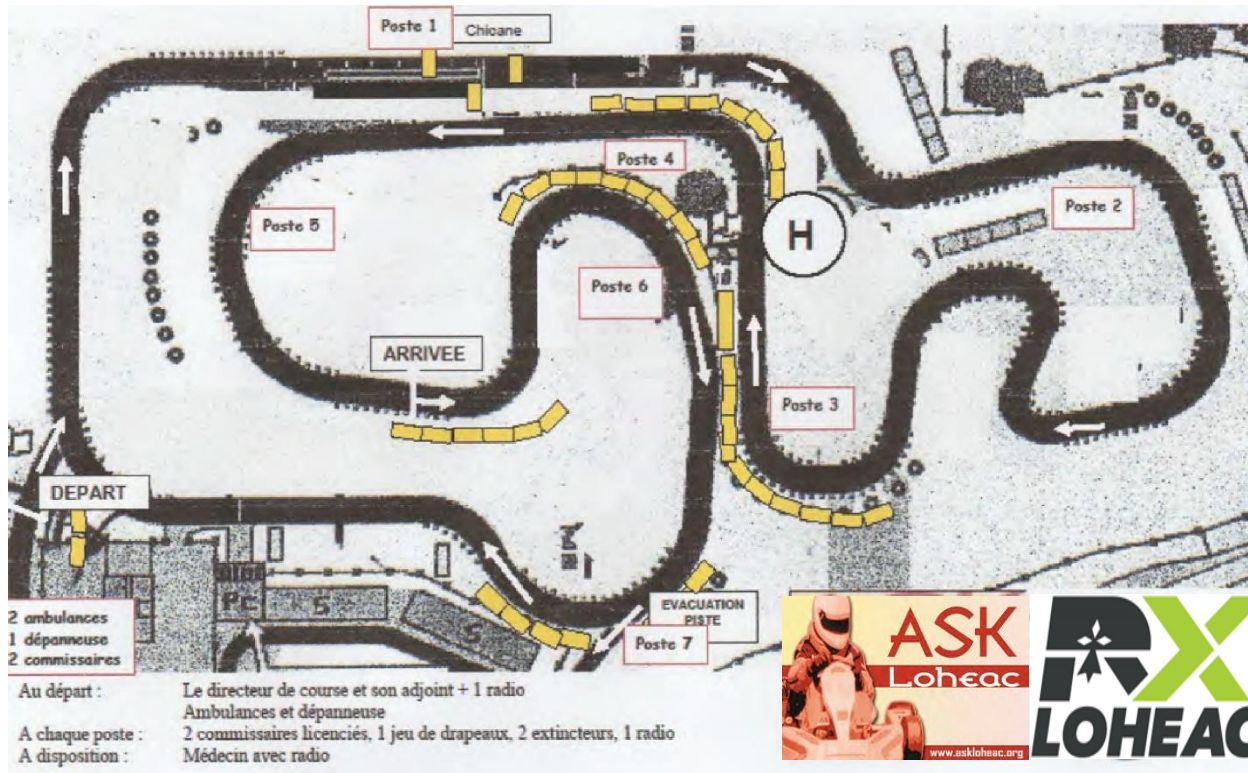 Poste 1
Chicane
Poste 4
Poste 2
Poste 5
H
Poste 6
ARRIVEE
Poste 3
DEPART
PC
S
S
EVACUATION
PISTE
Poste 7
2 ambulances
1 dépanneuse
2 commissaires
Au départ : Le directeur de course et son adjoint + 1 radio
Ambulances et dépanneuse
A chaque poste : 2 commissaires licenciés, 1 jeu de drapeaux, 2 extincteurs, 1 radio
A disposition : Médecin avec radio
ASK
Loheac
www.askloheac.org
RX
LOHEAC